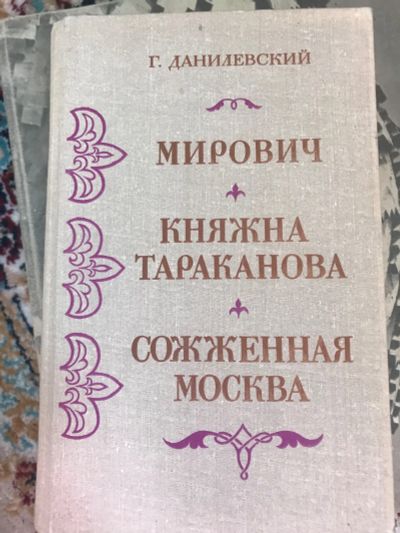 Г. ДАНИЛЕВСКИЙ
МИРОВИЧ
КНЯЖНА
ТАРАКАНОВА
СОЖЖЕННАЯ
МОСКВА